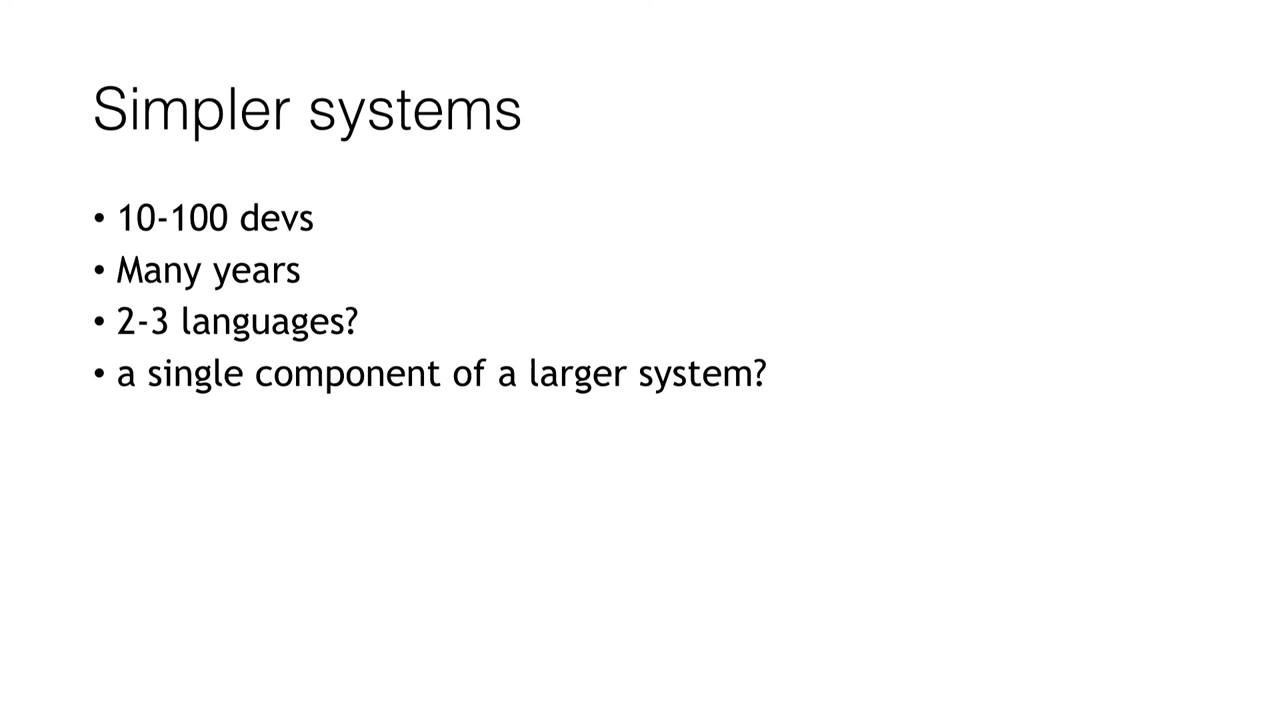 Simpler systems
• 10-100 devs
• Many years
• 2-3 languages?
• a single component of a larger system?